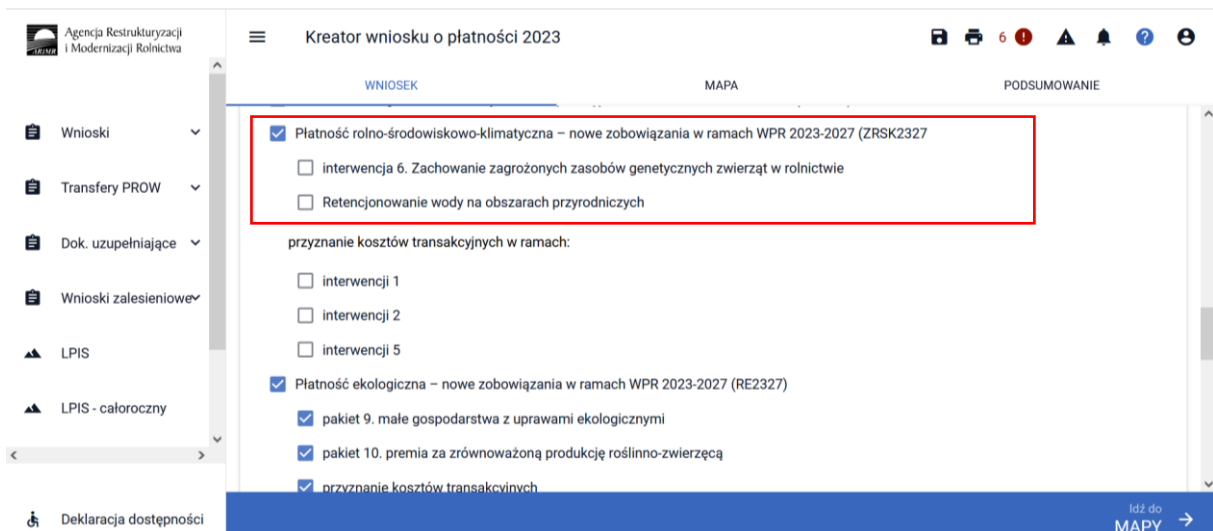 Agencja Restrukturyzacji
i Modernizacji Rolnictwa
ARiMR
Kreator wniosku o płatności 2023
6
WNIOSEK
MAPA
PODSUMOWANIE
Wnioski
Transfery PROW
Dok. uzupełniające
Wnioski zalesieniowe
LPIS
LPIS - całoroczny
Deklaracja dostępności
Płatność rolno-środowiskowo-klimatyczna – nowe zobowiązania w ramach WPR 2023-2027 (ZRSK2327
interwencja 6. Zachowanie zagrożonych zasobów genetycznych zwierząt w rolnictwie
Retencjonowanie wody na obszarach przyrodniczych
przyznanie kosztów transakcyjnych w ramach:
interwencji 1
interwencji 2
interwencji 5
Płatność ekologiczna – nowe zobowiązania w ramach WPR 2023-2027 (RE2327)
pakiet 9. małe gospodarstwa z uprawami ekologicznymi
pakiet 10. premia za zrównoważoną produkcję roślinno-zwierzęcą
przyznanie kosztów transakcyjnych
Idź do
MAPY